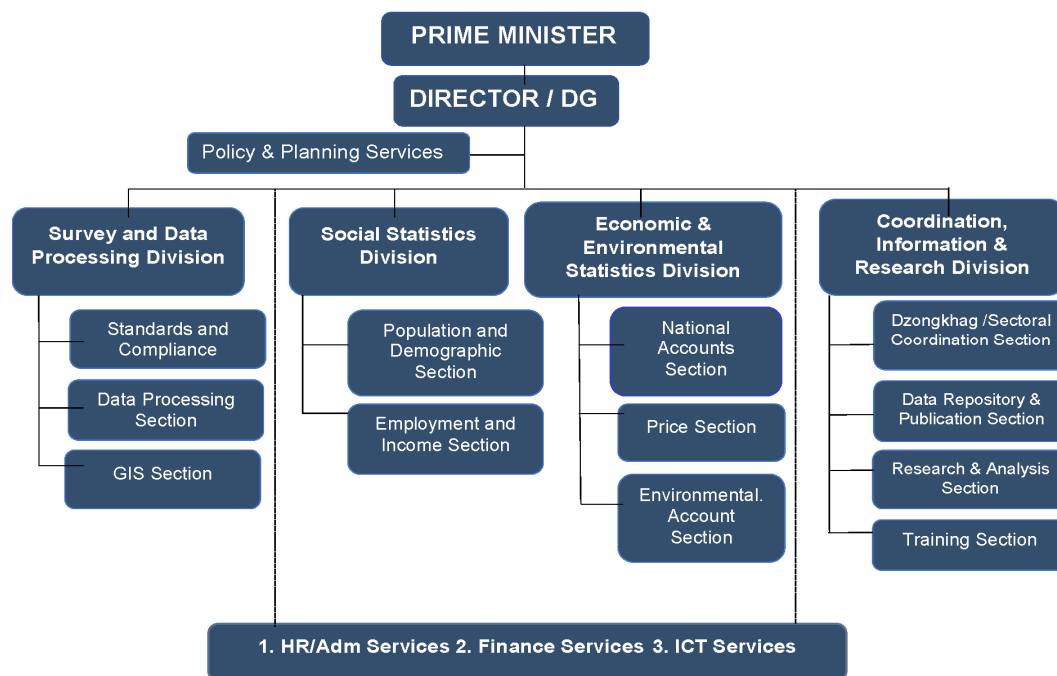 PRIME MINISTER
DIRECTOR / DG
Policy & Planning Services
Survey and Data
Processing Division
Standards and
Compliance
Data Processing
Section
GIS Section
Social Statistics
Division
Population and
Demographic
Section
Employment and
Income Section
Economic &
Environmental
Statistics Division
National
Accounts
Section
Price Section
Environmental.
Account
Section
Coordination,
Information &
Research Division
Dzongkhag /Sectoral
Coordination Section
Data Repository &
Publication Section
Research & Analysis
Section
Training Section
1. HR/Adm Services 2. Finance Services 3. ICT Services